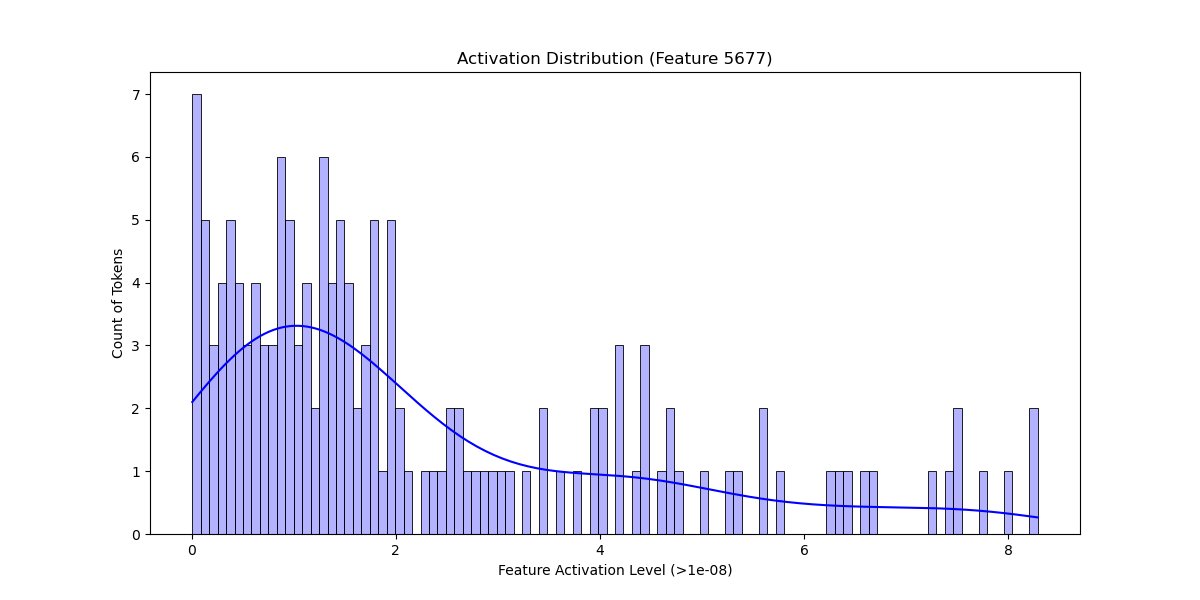 Activation Distribution (Feature 5677)
7
6
5
4
3
2
1
0
Count of Tokens
0 2 4 6 8
Feature Activation Level (>1e-08)